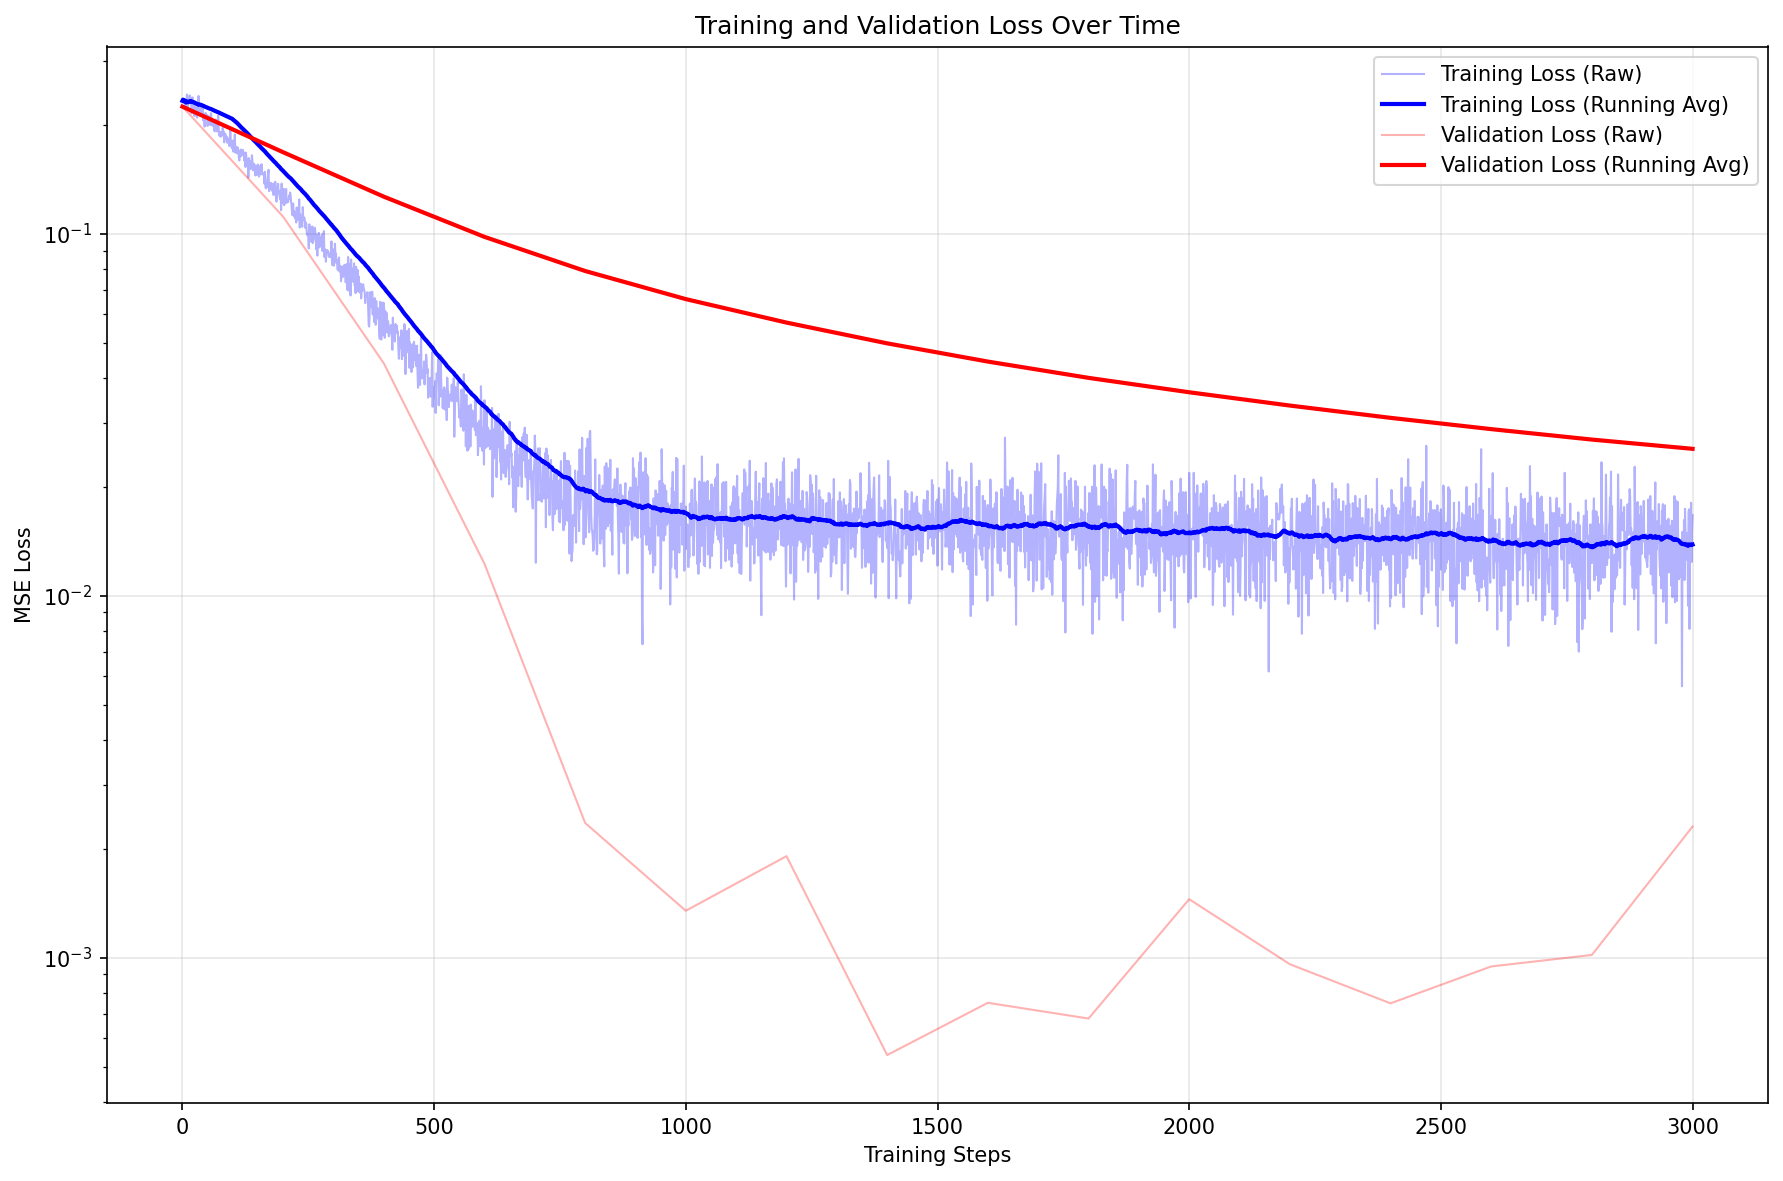 Training and Validation Loss Over Time
Training Loss (Raw)
Training Loss (Running Avg)
Validation Loss (Raw)
Validation Loss (Running Avg)
MSE Loss
10⁻¹
10⁻²
10⁻³
0 500 1000 1500 2000 2500 3000
Training Steps